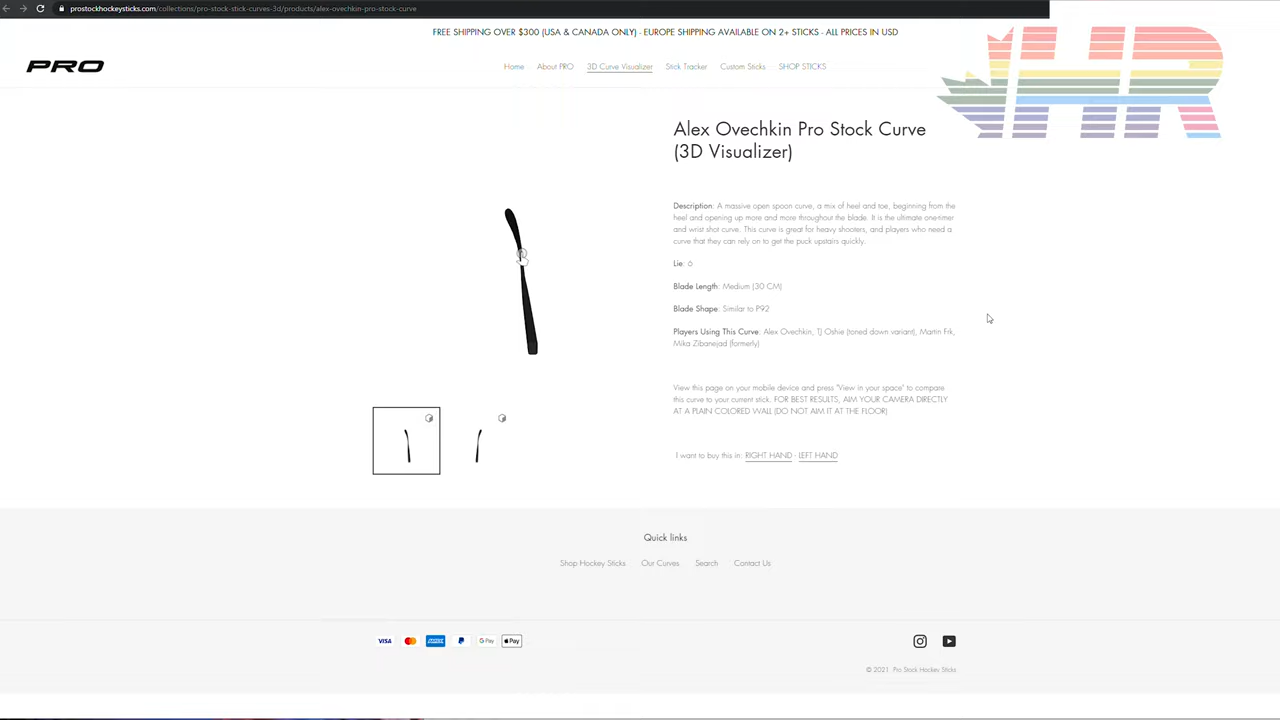 prostockhockeysticks.com/collections/pro-stock-stick-curves-3d/products/alex-ovechkin-pro-stock-curve
FREE SHIPPING OVER $300 (USA & CANADA ONLY) - EUROPE SHIPPING AVAILABLE ON 2+ STICKS - ALL PRICES IN USD
PRO
Home About PRO 3D Curve Visualizer Stick Tracker Custom Sticks SHOP STICKS
HR
Alex Ovechkin Pro Stock Curve
(3D Visualizer)
Description: A massive open spoon curve, a mix of heel and toe, beginning from the
heel and opening up more and more throughout the blade. It is the ultimate one-timer
and wrist shot curve. This curve is great for heavy shooters, and players who need a
curve that they can rely on to get the puck upstairs quickly.
Lie: 6
Blade Length: Medium (30 CM)
Blade Shape: Similar to P92
Players Using This Curve: Alex Ovechkin, TJ Oshie (toned down variant), Martin Frk,
Mika Zibanejad (formerly)
View this page on your mobile device and press "View in your space" to compare
this curve to your current stick. FOR BEST RESULTS, AIM YOUR CAMERA DIRECTLY
AT A PLAIN COLORED WALL (DO NOT AIM IT AT THE FLOOR)
I want to buy this in: RIGHT HAND - LEFT HAND
Quick links
Shop Hockey Sticks Our Curves Search Contact Us
VISA G Pay Pay
© 2021 Pro Stock Hockey Sticks